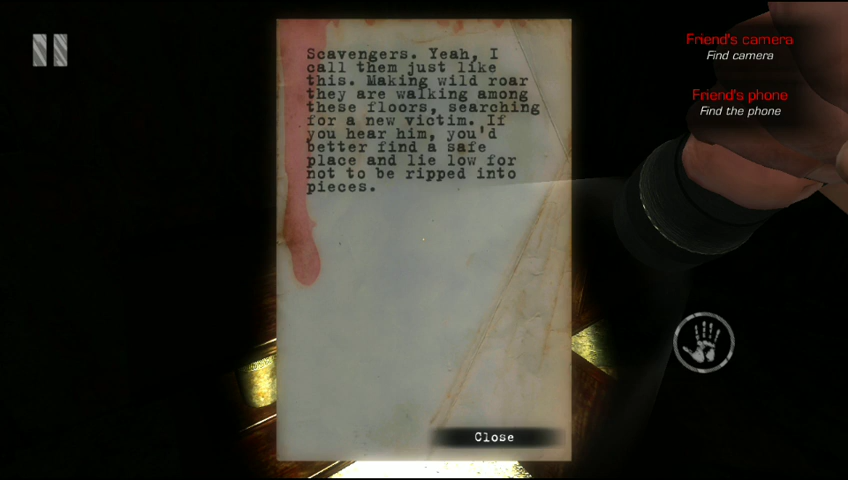 Scavengers. Yeah, I
call them just like
this. Making wild roar
they are walking among
these floors, searching
for a new victim. If
you hear him, you'd
better find a safe
place and lie low for
not to be ripped into
pieces.
Close
Friend's camera
Find camera
Friend's phone
Find the phone